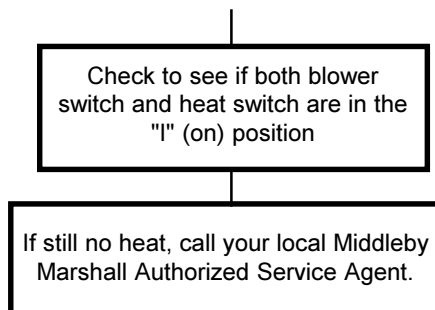 Check to see if both blower
switch and heat switch are in the
"I" (on) position
If still no heat, call your local Middleby
Marshall Authorized Service Agent.